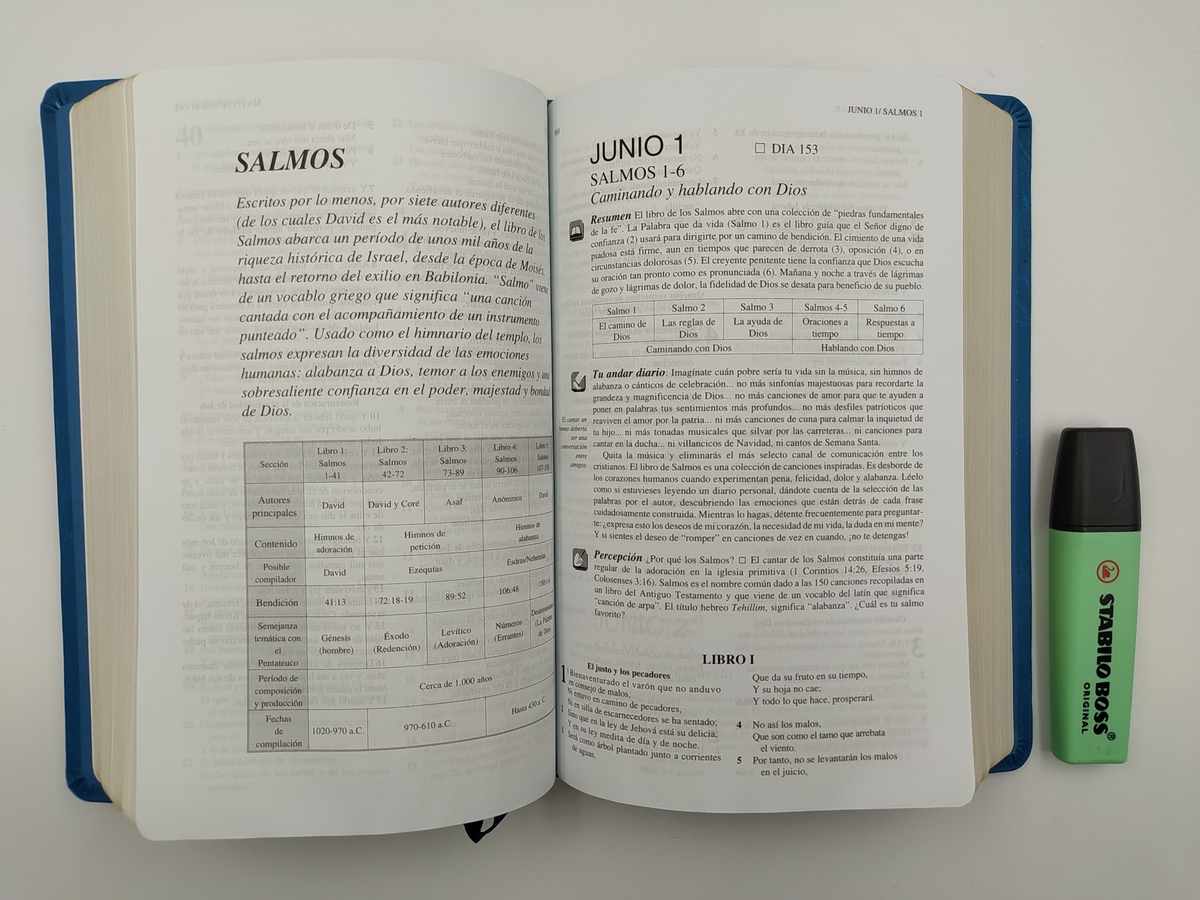 SALMOS
Escritos por lo menos, por siete autores diferentes
(de los cuales David es el más notable), el libro de los
Salmos abarca un período de unos mil años de la
riqueza histórica de Israel, desde la época de Moisés,
hasta el retorno del exilio en Babilonia. “Salmo” viene
de un vocablo griego que significa “una canción
cantada con el acompañamiento de un instrumento
punteado”. Usado como el himnario del templo, los
salmos expresan la diversidad de las emociones
humanas: alabanza a Dios, temor a los enemigos y una
sobresaliente confianza en el poder, majestad y bondad
de Dios.
Sección
Libro 1:
Salmos
1-41
Libro 2:
Salmos
42-72
Libro 3:
Salmos
73-89
Libro 4:
Salmos
90-106
Libro 5:
Salmos
107-150
Autores
principales
David
David y Coré
Asaf
Anónimos
David
Contenido
Himnos de
adoración
Himnos de
petición
Himnos de
alabanza
Posible
compilador
David
Ezequías
Esdras/Nehemías
Bendición
41:13
72:18-19
89:52
106:48
150:1-6
Semejanza
temática con
el
Pentateuco
Génesis
(hombre)
Éxodo
(Redención)
Levítico
(Adoración)
Números
(Errantes)
Deuteronomio
(La Palabra
de Dios)
Período de
composición
y producción
Cerca de 1.000 años
Fechas
de
compilación
1020-970 a.C.
970-610 a.C.
Hasta 430 a.C.
JUNIO 1/ SALMOS 1
JUNIO 1
☐ DIA 153
SALMOS 1-6
Caminando y hablando con Dios
Resumen El libro de los Salmos abre con una colección de “piedras fundamentales
de la fe”. La Palabra que da vida (Salmo 1) es el libro guía que el Señor digno de
confianza (2) usará para dirigirte por un camino de bendición. El cimiento de una vida
piadosa está firme, aun en tiempos que parecen de derrota (3), oposición (4), o en
circunstancias dolorosas (5). El creyente penitente tiene la confianza que Dios escucha
su oración tan pronto como es pronunciada (6). Mañana y noche a través de lágrimas
de gozo y lágrimas de dolor, la fidelidad de Dios se desata para beneficio de su pueblo.
Salmo 1
Salmo 2
Salmo 3
Salmos 4-5
Salmo 6
El camino de
Dios
Las reglas de
Dios
La ayuda de
Dios
Oraciones a
tiempo
Respuestas a
tiempo
Caminando con Dios
Hablando con Dios
Tu andar diario: Imagínate cuán pobre sería tu vida sin la música, sin himnos de
alabanza o cánticos de celebración... no más sinfonías majestuosas para recordarte la
grandeza y magnificencia de Dios... no más canciones de amor para que te ayuden a
poner en palabras tus sentimientos más profundos... no más desfiles patrióticos que
reaviven el amor por la patria... ni más canciones de cuna para calmar la inquietud de
tu hijo... ni más tonadas musicales que silvar por las carreteras... ni canciones para
cantar en la ducha... ni villancicos de Navidad, ni cantos de Semana Santa.
Quita la música y eliminarás el más selecto canal de comunicación entre los
cristianos. El libro de Salmos es una colección de canciones inspiradas. Es desborde de
los corazones humanos cuando experimentan pena, felicidad, dolor y alabanza. Léelo
como si estuvieses leyendo un diario personal, dándote cuenta de la selección de las
palabras por el autor, descubriendo las emociones que están detrás de cada frase
cuidadosamente construida. Mientras lo hagas, détente frecuentemente para preguntar-
te: ¿expresa esto los deseos de mi corazón, la necesidad de mi vida, la duda en mi mente?
Y si sientes el deseo de “romper” en canciones de vez en cuando, ¡no te detengas!
El cantar un
himno debería
ser una
conversación
entre
amigos.
Percepción ¿Por qué los Salmos? ☐ El cantar de los Salmos constituía una parte
regular de la adoración en la iglesia primitiva (1 Corintios 14:26, Efesios 5:19,
Colosenses 3:16). Salmos es el nombre común dado a las 150 canciones recopiladas en
un libro del Antiguo Testamento y que viene de un vocablo del latín que significa
“canción de arpa”. El título hebreo Tehillim, significa “alabanza”. ¿Cuál es tu salmo
favorito?
LIBRO I
El justo y los pecadores
1 1 Bienaventurado el varón que no anduvo
en consejo de malos,
Ni estuvo en camino de pecadores,
Ni en silla de escarnecedores se ha sentado;
2 Sino que en la ley de Jehová está su delicia,
Y en su ley medita de día y de noche.
3 Será como árbol plantado junto a corrientes
de aguas,
Que da su fruto en su tiempo,
Y su hoja no cae;
Y todo lo que hace, prosperará.
4 No así los malos,
Que son como el tamo que arrebata
el viento.
5 Por tanto, no se levantarán los malos
en el juicio,
STABILO BOSS®
ORIGINAL